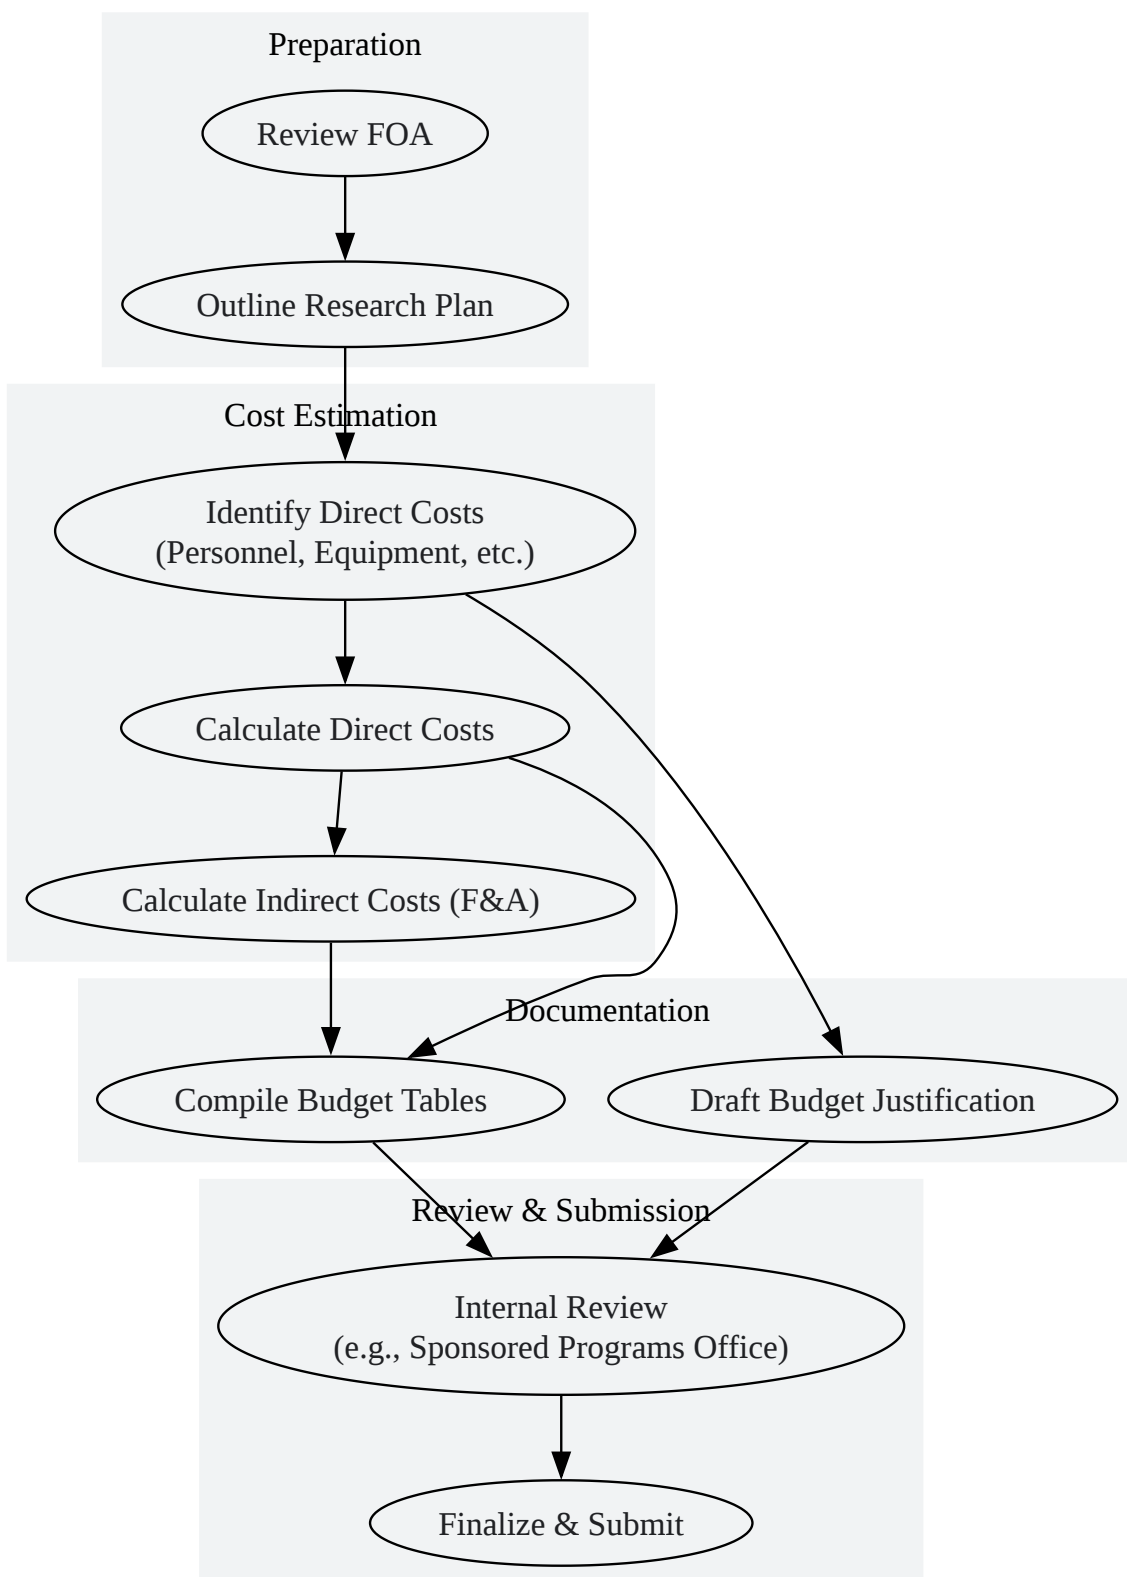 Preparation
Review FOA
Outline Research Plan
Cost Estimation
Identify Direct Costs
(Personnel, Equipment, etc.)
Calculate Direct Costs
Calculate Indirect Costs (F&A)
Documentation
Compile Budget Tables
Draft Budget Justification
Review & Submission
Internal Review
(e.g., Sponsored Programs Office)
Finalize & Submit